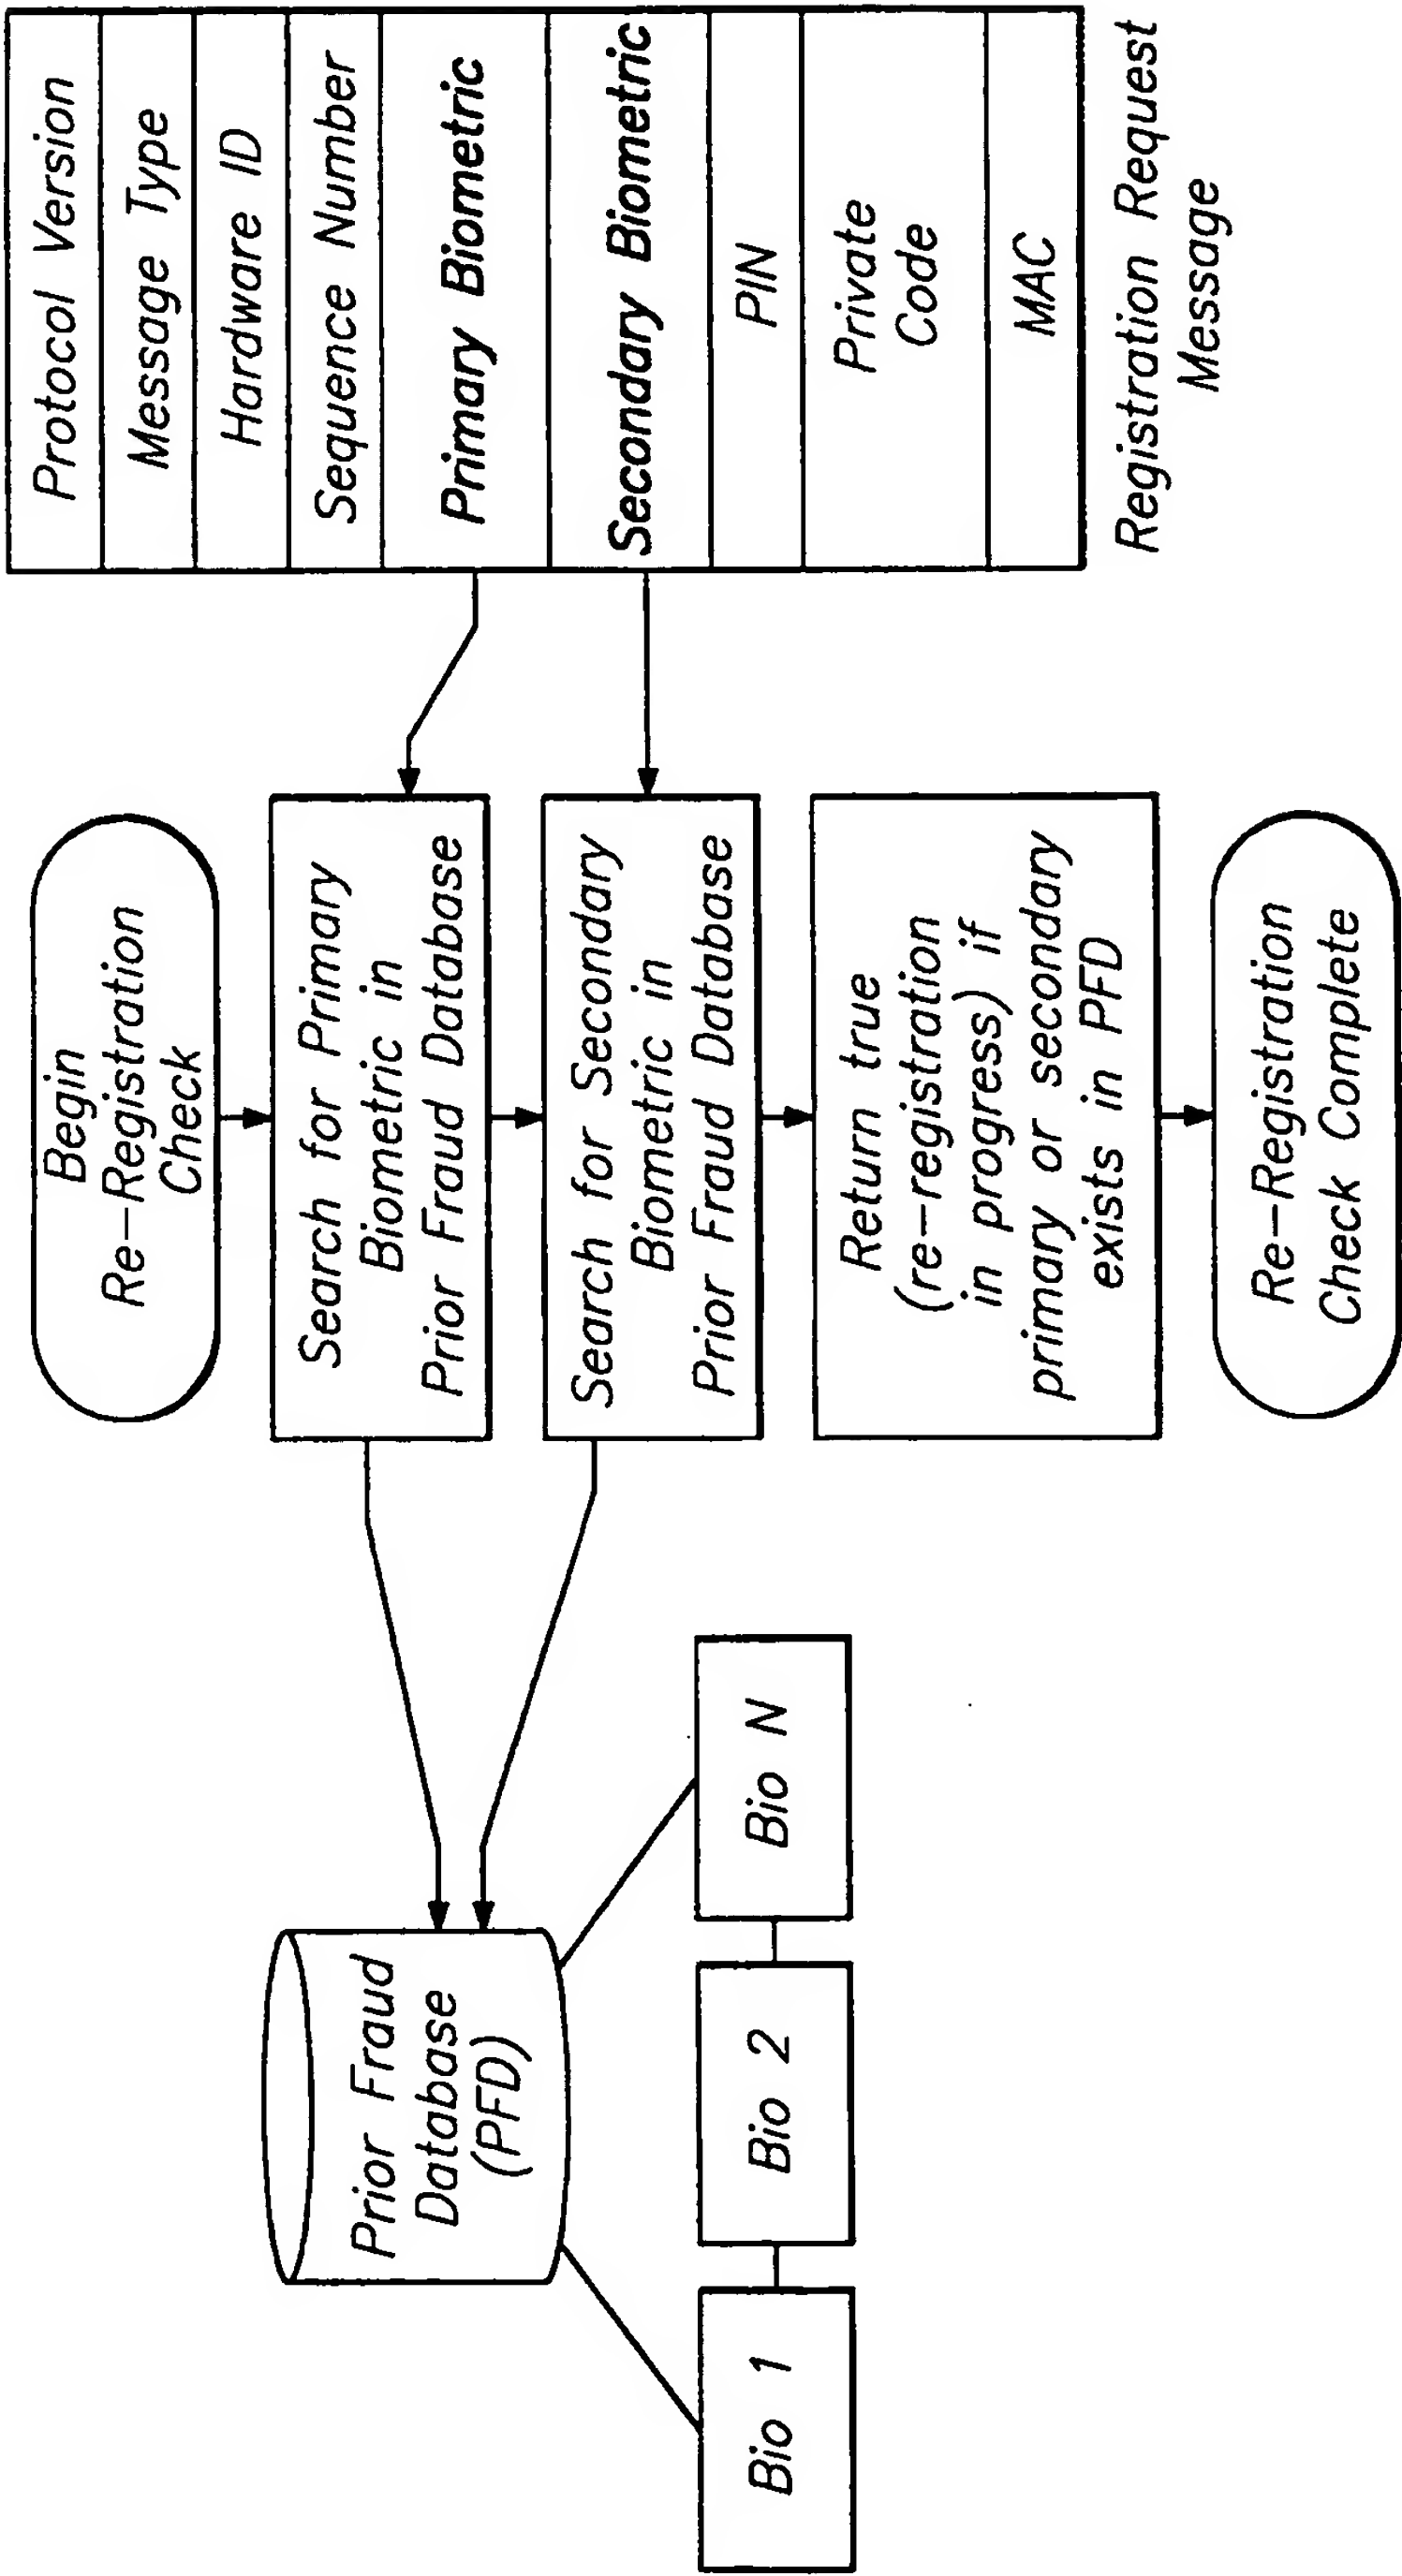 Prior Fraud
Database
(PFD)
Bio 1
Bio 2
Bio N
Begin
Re-Registration
Check
Search for Primary
Biometric in
Prior Fraud Database
Search for Secondary
Biometric in
Prior Fraud Database
Return true
(re-registration
in progress) if
primary or secondary
exists in PFD
Re-Registration
Check Complete
Protocol Version
Message Type
Hardware ID
Sequence Number
Primary Biometric
Secondary Biometric
PIN
Private
Code
MAC
Registration Request
Message